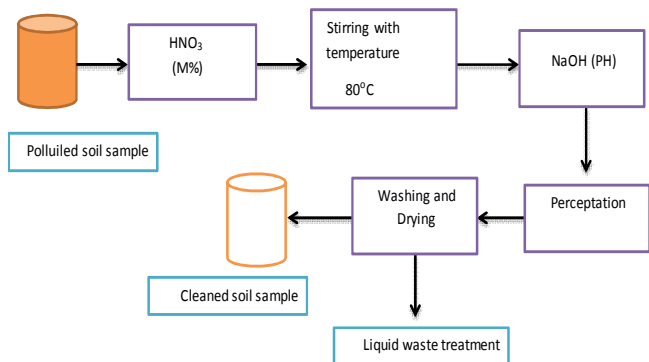 HNO₃
(M%)
Stirring with
temperature
80°C
NaOH (PH)
Polluiled soil sample
Perceptation
Washing and
Drying
Cleaned soil sample
Liquid waste treatment